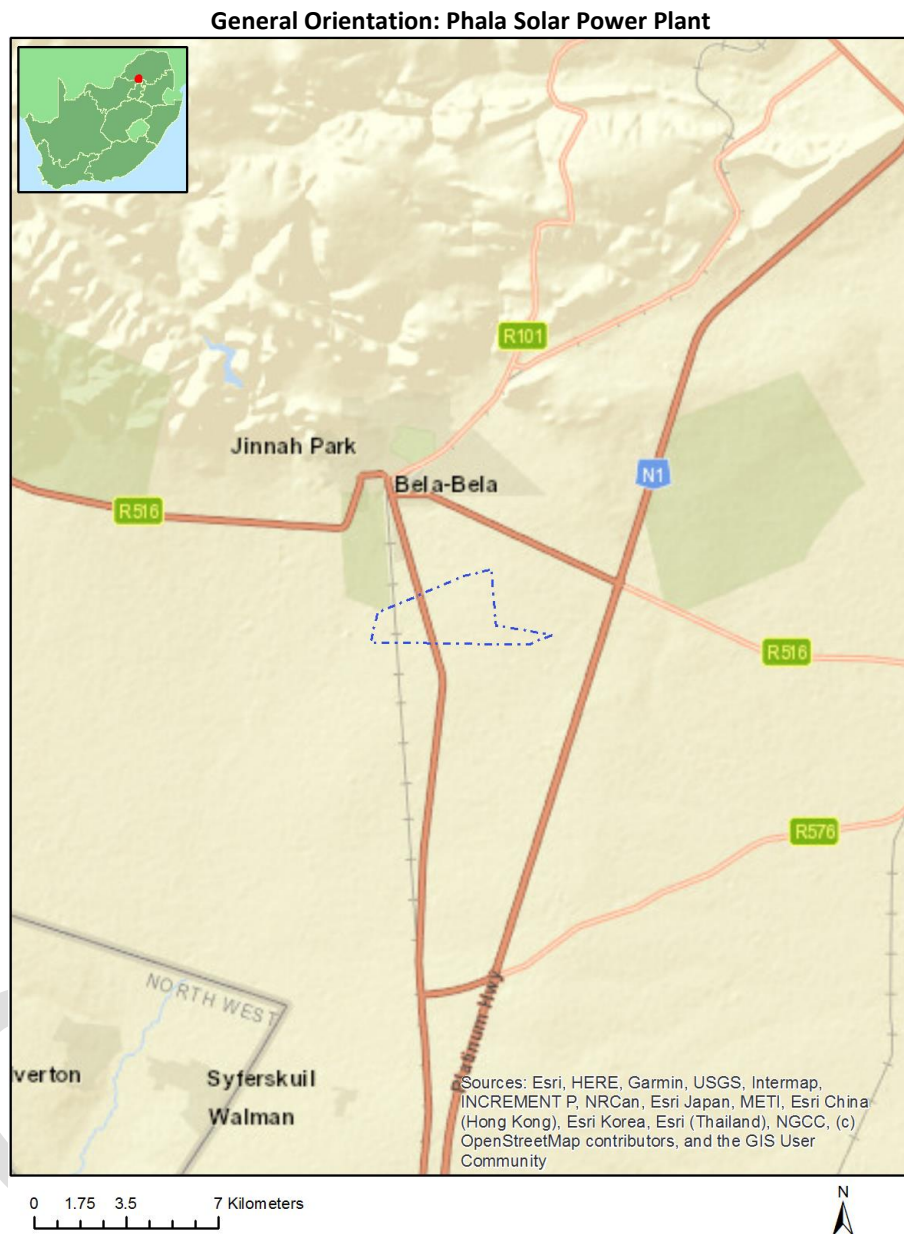 General Orientation: Phala Solar Power Plant
R101
Jinnah Park
Bela-Bela
N1
R516
R516
R576
NORTH WEST
Platinum Hwy
verton
Syferskuil
Walman
Sources: Esri, HERE, Garmin, USGS, Intermap,
INCREMENT P, NRCan, Esri Japan, METI, Esri China
(Hong Kong), Esri Korea, Esri (Thailand), NGCC, (c)
OpenStreetMap contributors, and the GIS User
Community
0 1.75 3.5 7 Kilometers
N